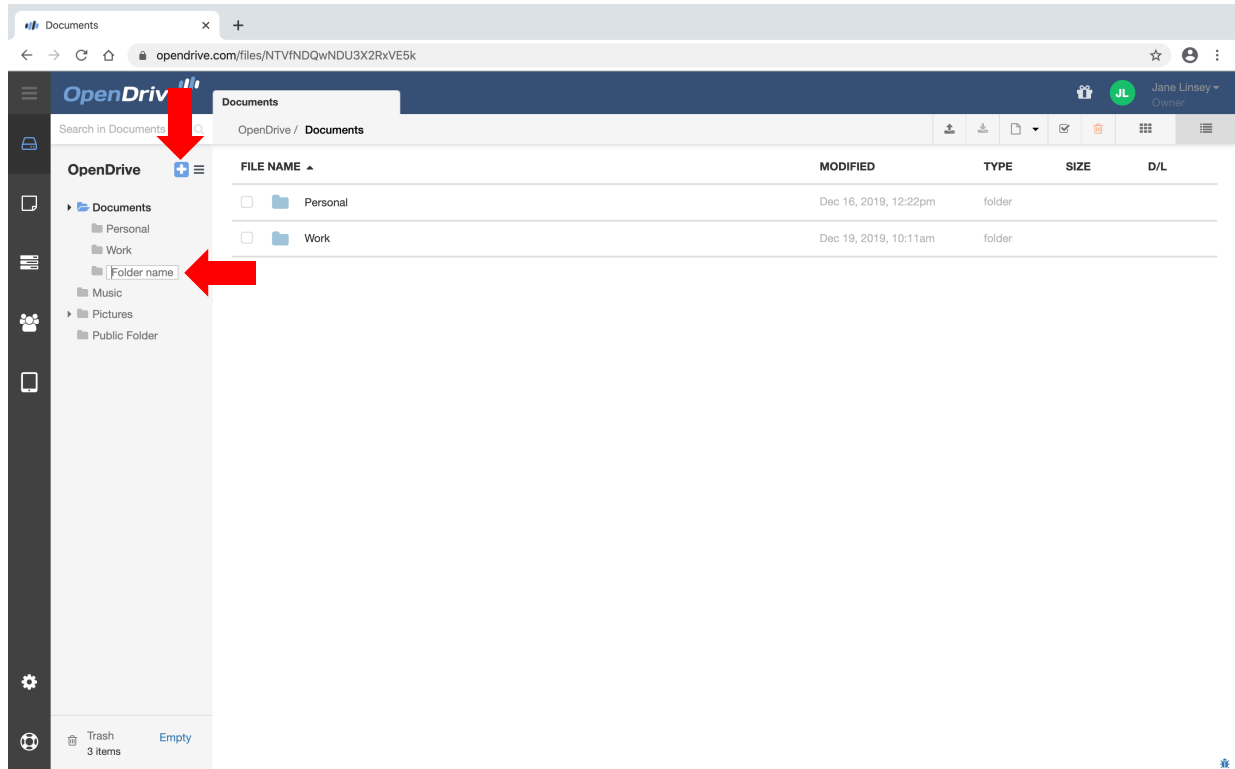 Documents
opendrive.com/files/NTVfNDQwNDU3X2RxVE5k
OpenDriv
Documents
JL
Jane Linsey
Owner
Search in Documents
OpenDrive / Documents
OpenDrive
FILE NAME MODIFIED TYPE SIZE D/L
Documents
Personal Dec 16, 2019, 12:22pm folder
Personal
Work Dec 19, 2019, 10:11am folder
Work
Folder name
Music
Pictures
Public Folder
Trash Empty
3 items